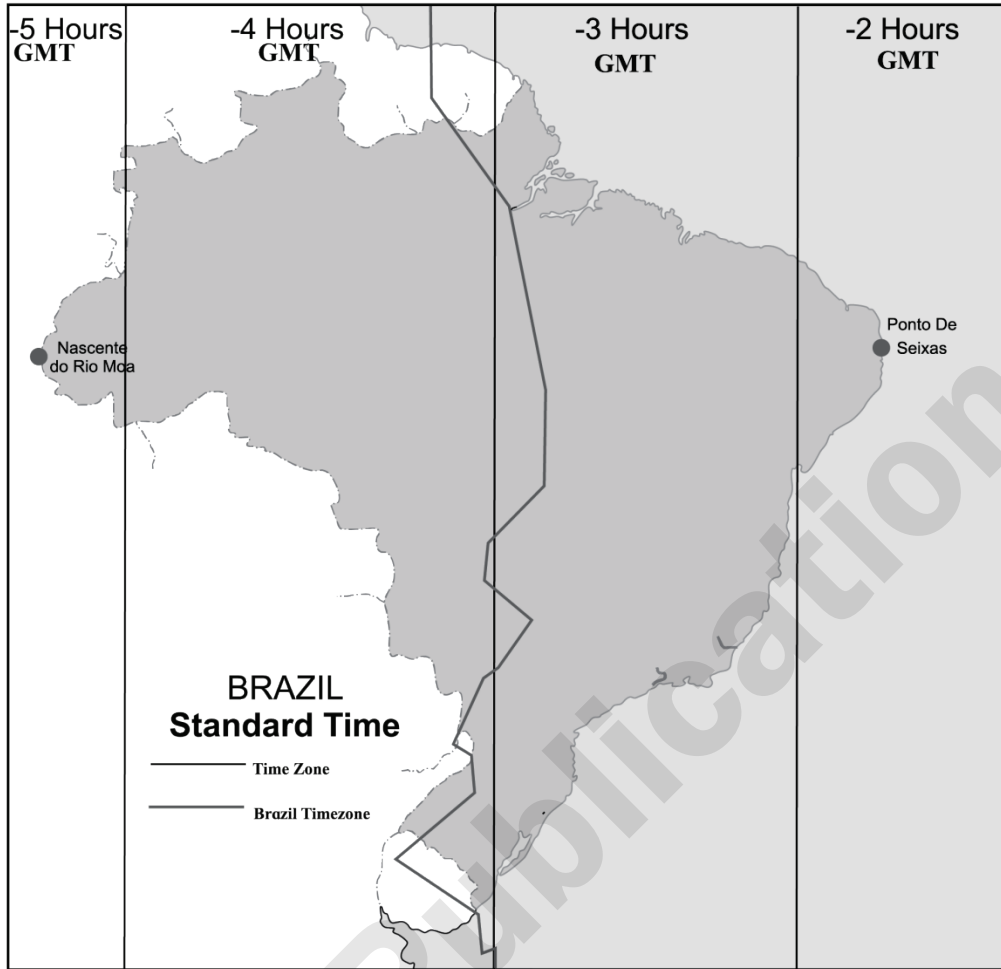 -5 Hours
GMT
-4 Hours
GMT
-3 Hours
GMT
-2 Hours
GMT
Nascente
do Rio Moa
Ponto De
Seixas
BRAZIL
Standard Time
Time Zone
Brazil Timezone
Publication